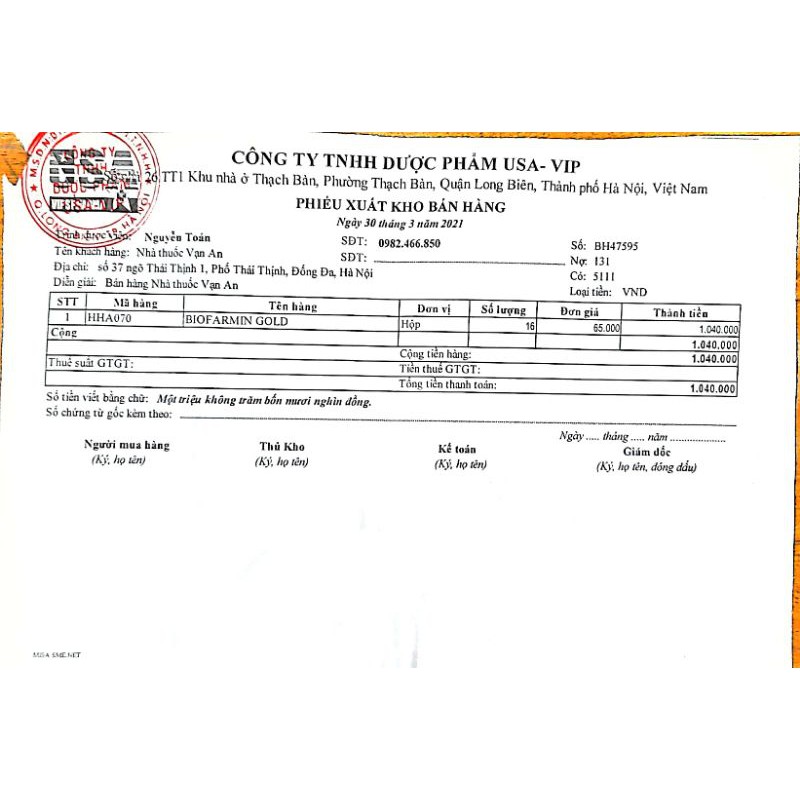 CÔNG TY TNHH DƯỢC PHẨM USA- VIP
26 TT1 Khu nhà ở Thạch Bàn, Phường Thạch Bàn, Quận Long Biên, Thành phố Hà Nội, Việt Nam
PHIẾU XUẤT KHO BÁN HÀNG
Ngày 30 tháng 3 năm 2021
CÔNG TY
TNHH
DƯỢC PHẨM
USA-VIP
Nguyễn Toản SĐT: 0982.466.850 Số: BH47595
Tên khách hàng: Nhà thuốc Vạn An SĐT: Nợ: 131
Địa chỉ: số 37 ngõ Thái Thịnh 1, Phố Thái Thịnh, Đống Đa, Hà Nội Có: 5111
Diễn giải: Bán hàng Nhà thuốc Vạn An Loại tiền: VND
STT Mã hàng Tên hàng Đơn vị Số lượng Đơn giá Thành tiền
1 HHA070 BIOFARMIN GOLD Hộp 16 65.000 1.040.000
Cộng 1.040.000
Cộng tiền hàng: 1.040.000
Thuế suất GTGT: Tiền thuế GTGT:
Tổng tiền thanh toán: 1.040.000
Số tiền viết bằng chữ: Một triệu không trăm bốn mươi nghìn đồng.
Số chứng từ gốc kèm theo:
Ngày ..... tháng ..... năm ....................
Người mua hàng Thủ Kho Kế toán Giám đốc
(Ký, họ tên) (Ký, họ tên) (Ký, họ tên) (Ký, họ tên, đóng dấu)
MISA SME.NET